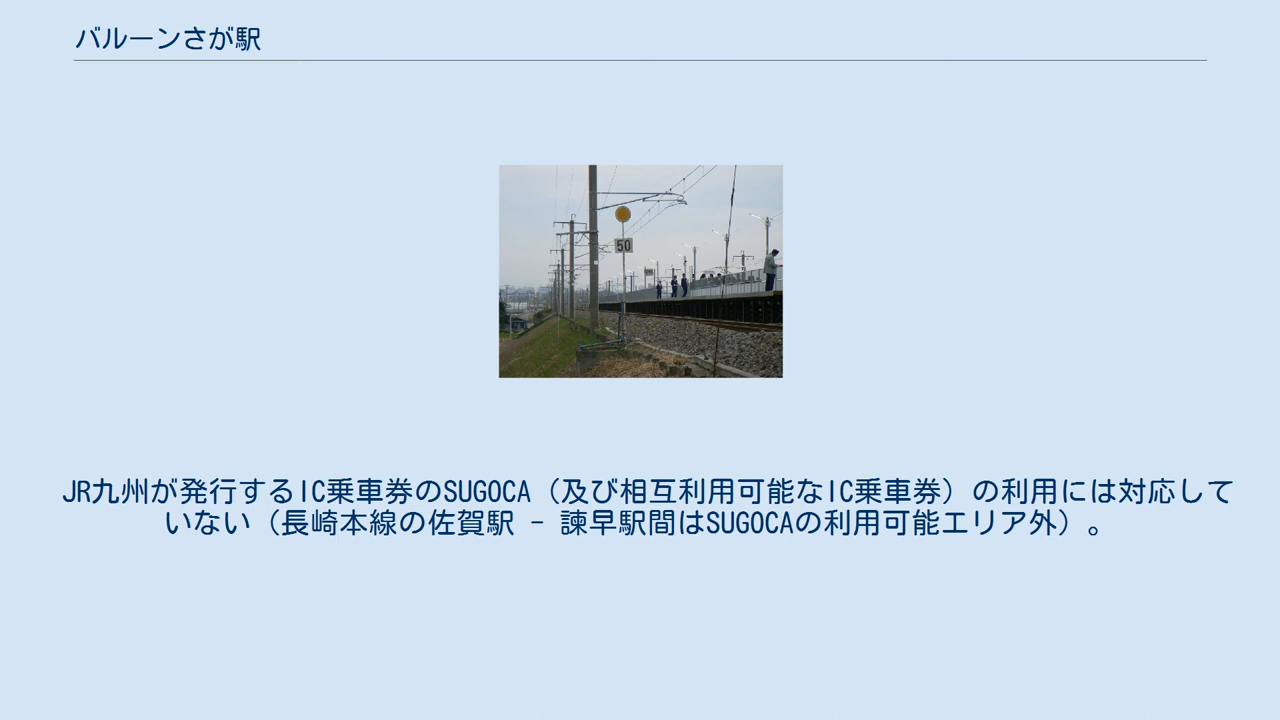 バルーンさが駅
50
JR九州が発行するIC乗車券のSUGOCA（及び相互利用可能なIC乗車券）の利用には対応して
いない（長崎本線の佐賀駅 - 諫早駅間はSUGOCAの利用可能エリア外）。